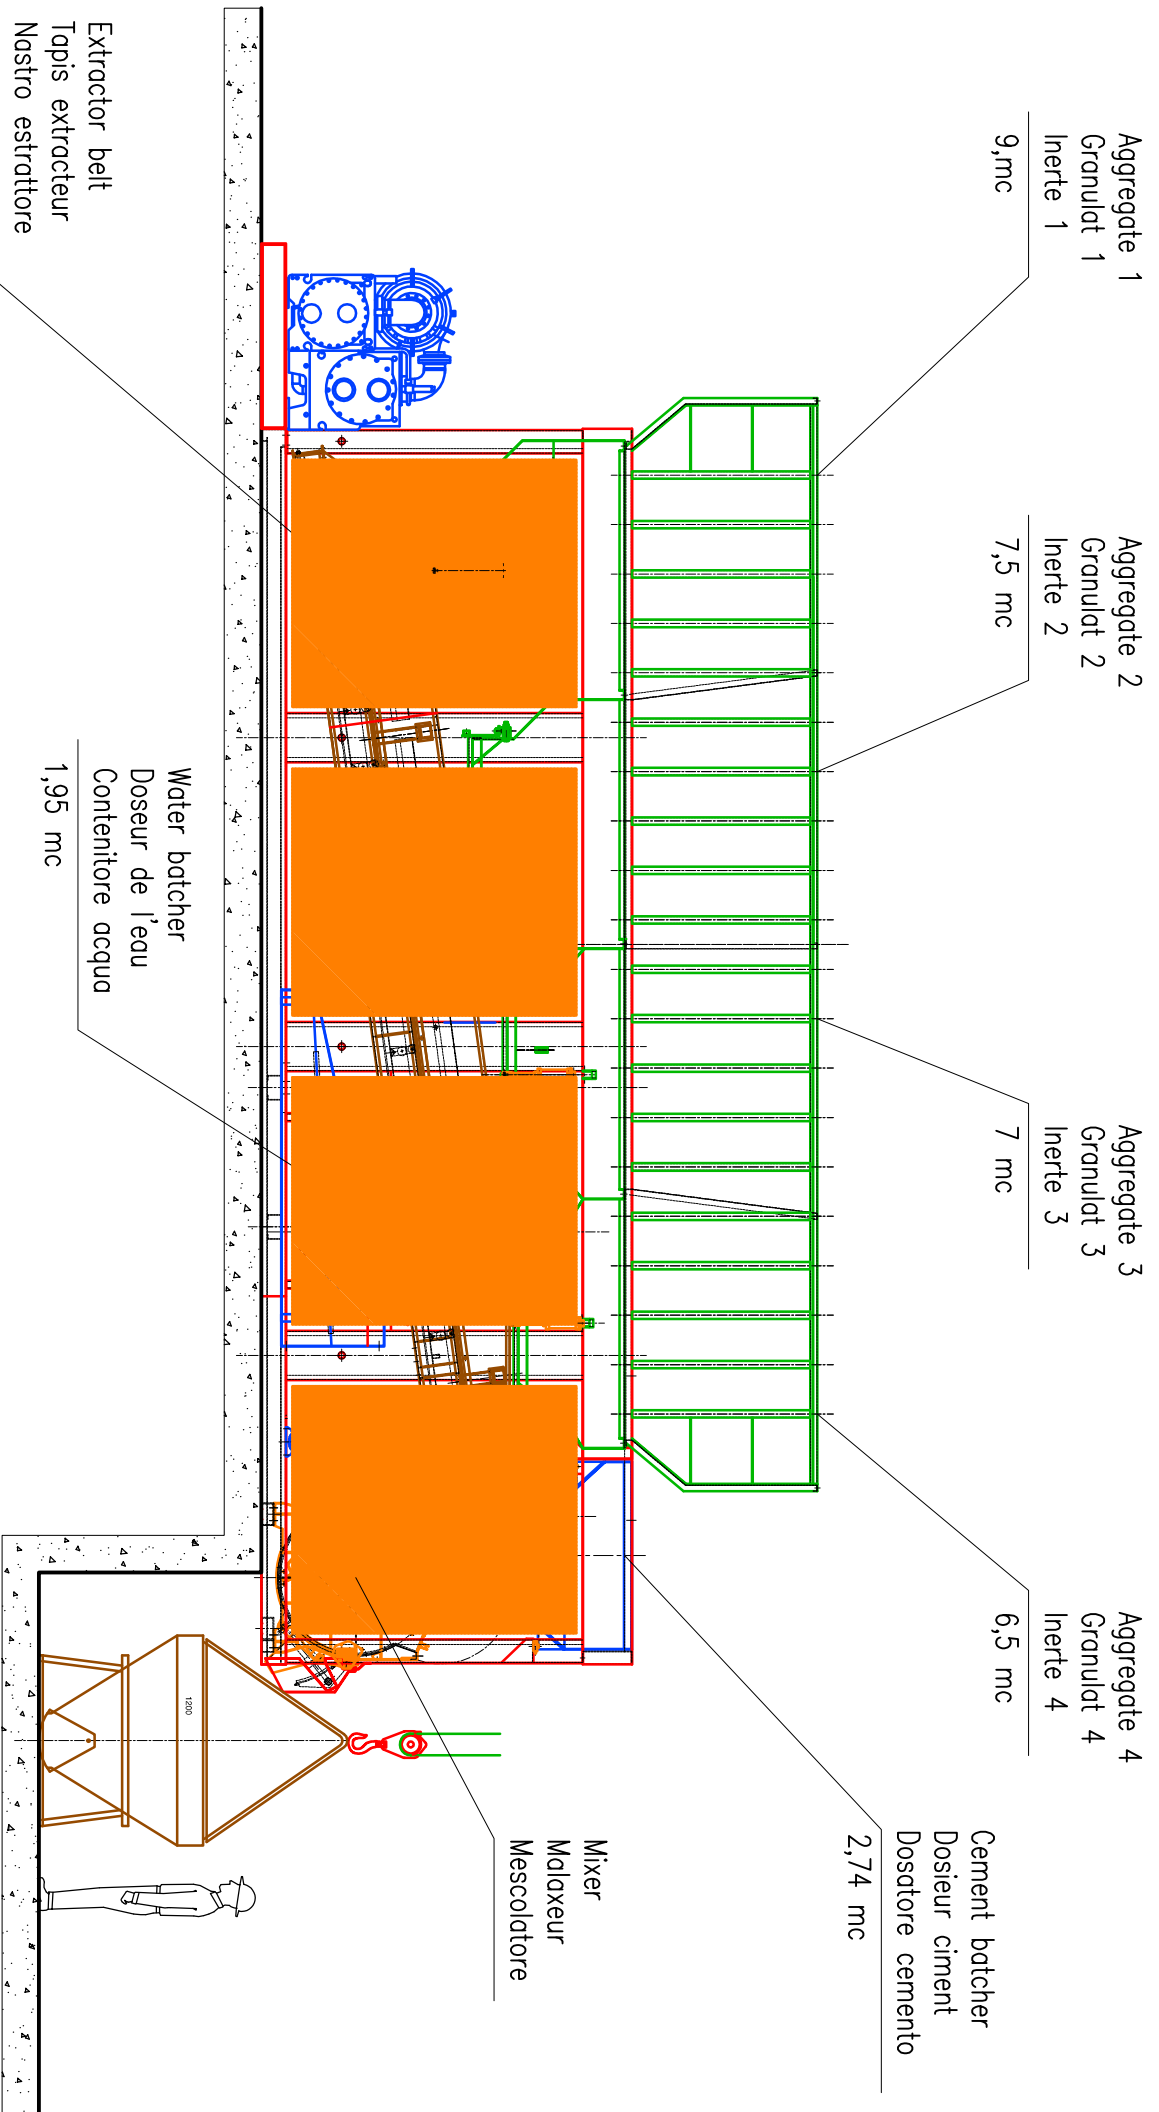 Aggregate 1
Granulat 1
Inerte 1
9,mc
Aggregate 2
Granulat 2
Inerte 2
7,5 mc
Aggregate 3
Granulat 3
Inerte 3
7 mc
Aggregate 4
Granulat 4
Inerte 4
6,5 mc
Cement batcher
Dosieur ciment
Dosatore cemento
2,74 mc
Mixer
Malaxeur
Mescolatore
1200
Water batcher
Doseur de l'eau
Contenitore acqua
1,95 mc
Extractor belt
Tapis extracteur
Nastro estrattore